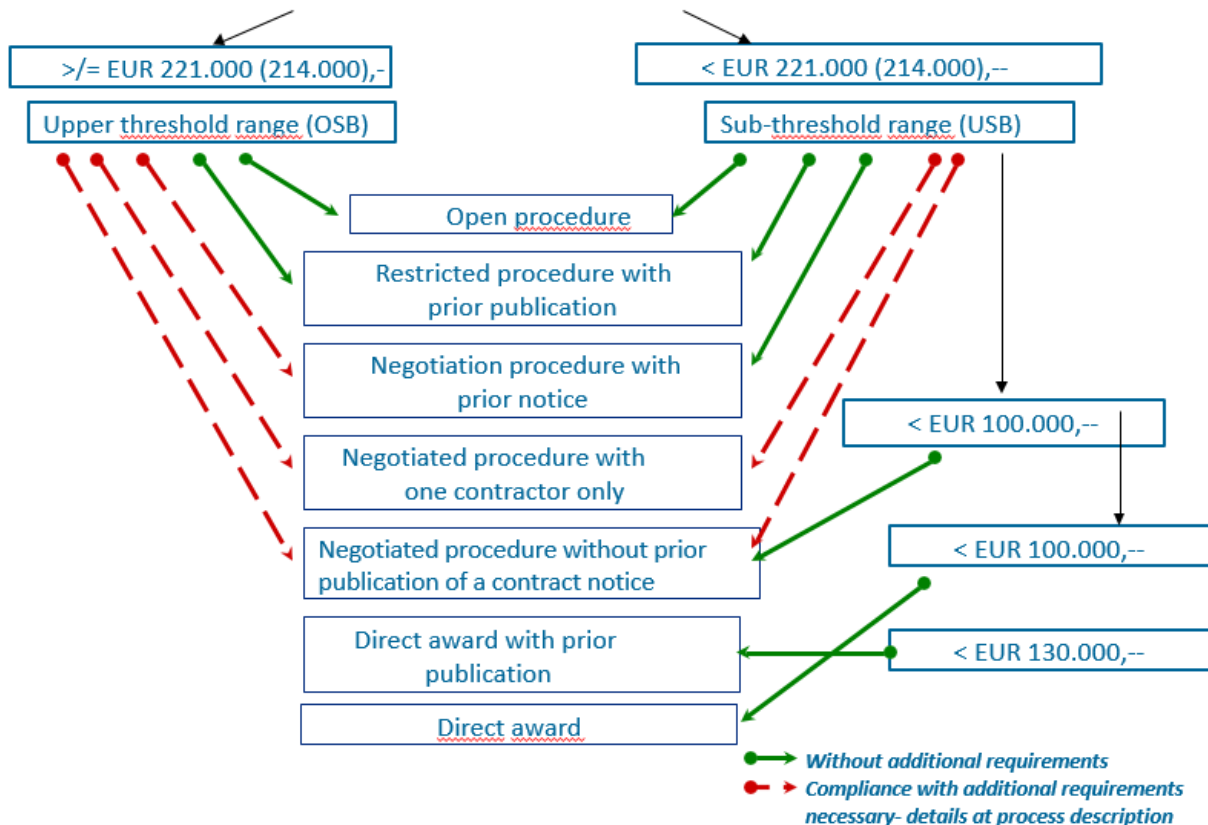 >/= EUR 221.000 (214.000),-
< EUR 221.000 (214.000),--
Upper threshold range (OSB)
Sub-threshold range (USB)
Open procedure
Restricted procedure with
prior publication
Negotiation procedure with
prior notice
< EUR 100.000,--
Negotiated procedure with
one contractor only
Negotiated procedure without prior
publication of a contract notice
< EUR 100.000,--
Direct award with prior
publication
< EUR 130.000,--
Direct award
Without additional requirements
Compliance with additional requirements
necessary- details at process description